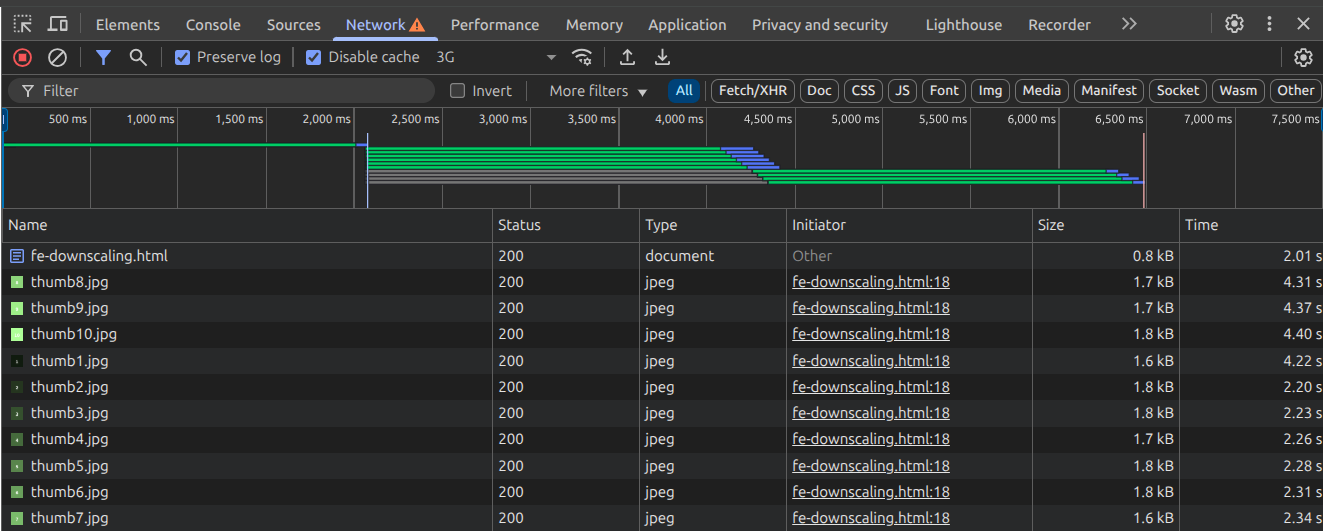 Elements Console Sources Network Performance Memory Application Privacy and security Lighthouse Recorder
Preserve log Disable cache 3G
Filter Invert More filters All Fetch/XHR Doc CSS JS Font Img Media Manifest Socket Wasm Other
500 ms 1,000 ms 1,500 ms 2,000 ms 2,500 ms 3,000 ms 3,500 ms 4,000 ms 4,500 ms 5,000 ms 5,500 ms 6,000 ms 6,500 ms 7,000 ms 7,500 ms
Name Status Type Initiator Size Time
fe-downscaling.html 200 document Other 0.8 kB 2.01 s
thumb8.jpg 200 jpeg fe-downscaling.html:18 1.7 kB 4.31 s
thumb9.jpg 200 jpeg fe-downscaling.html:18 1.7 kB 4.37 s
thumb10.jpg 200 jpeg fe-downscaling.html:18 1.8 kB 4.40 s
thumb1.jpg 200 jpeg fe-downscaling.html:18 1.6 kB 4.22 s
thumb2.jpg 200 jpeg fe-downscaling.html:18 1.8 kB 2.20 s
thumb3.jpg 200 jpeg fe-downscaling.html:18 1.8 kB 2.23 s
thumb4.jpg 200 jpeg fe-downscaling.html:18 1.7 kB 2.26 s
thumb5.jpg 200 jpeg fe-downscaling.html:18 1.8 kB 2.28 s
thumb6.jpg 200 jpeg fe-downscaling.html:18 1.8 kB 2.31 s
thumb7.jpg 200 jpeg fe-downscaling.html:18 1.6 kB 2.34 s